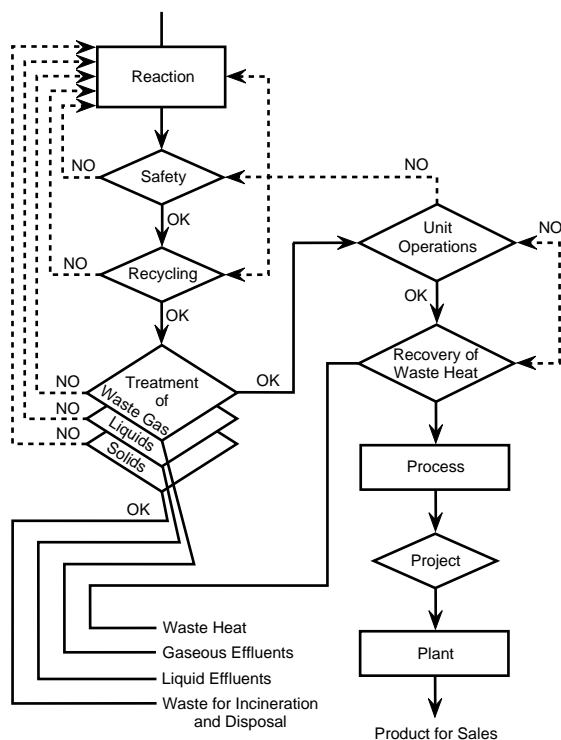 Reaction
NO
Safety
OK
NO
Recycling
OK
NO
Treatment
of
Waste Gas
OK
NO
Liquids
NO
Solids
OK
NO
Unit
Operations
NO
OK
Recovery of
Waste Heat
Process
Project
Plant
Product for Sales
Waste Heat
Gaseous Effluents
Liquid Effluents
Waste for Incineration
and Disposal